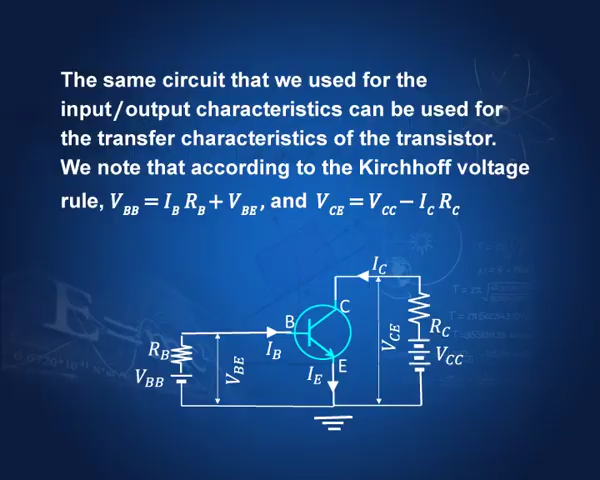 The same circuit that we used for the
input/output characteristics can be used for
the transfer characteristics of the transistor.
We note that according to the Kirchhoff voltage
rule, V_BB = I_B R_B + V_BE, and V_CE = V_CC − I_C R_C
I_C
C
B
R_C
R_B
I_B
V_CE
V_BE
E
V_CC
V_BB
I_E
E=